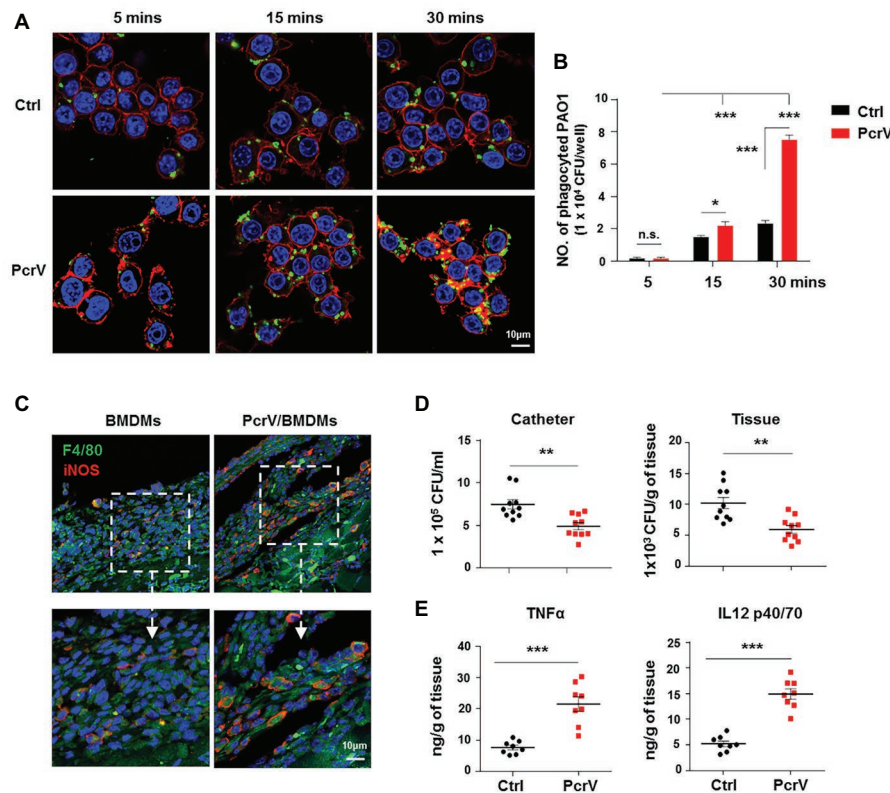 A
5 mins
15 mins
30 mins
Ctrl
PcrV
10µm
B
NO. of phagocyted PAO1
(1 x 10⁴ CFU/well)
10
8
6
4
2
0
n.s.
*
***
***
***
5
15
30 mins
Ctrl
PcrV
C
BMDMs
PcrV/BMDMs
F4/80
iNOS
10µm
D
Catheter
1 x 10⁵ CFU/ml
15
10
5
0
**
Tissue
1x10³ CFU/g of tissue
20
15
10
5
0
**
E
TNFα
ng/g of tissue
40
30
20
10
0
***
Ctrl
PcrV
IL12 p40/70
ng/g of tissue
25
20
15
10
5
0
***
Ctrl
PcrV